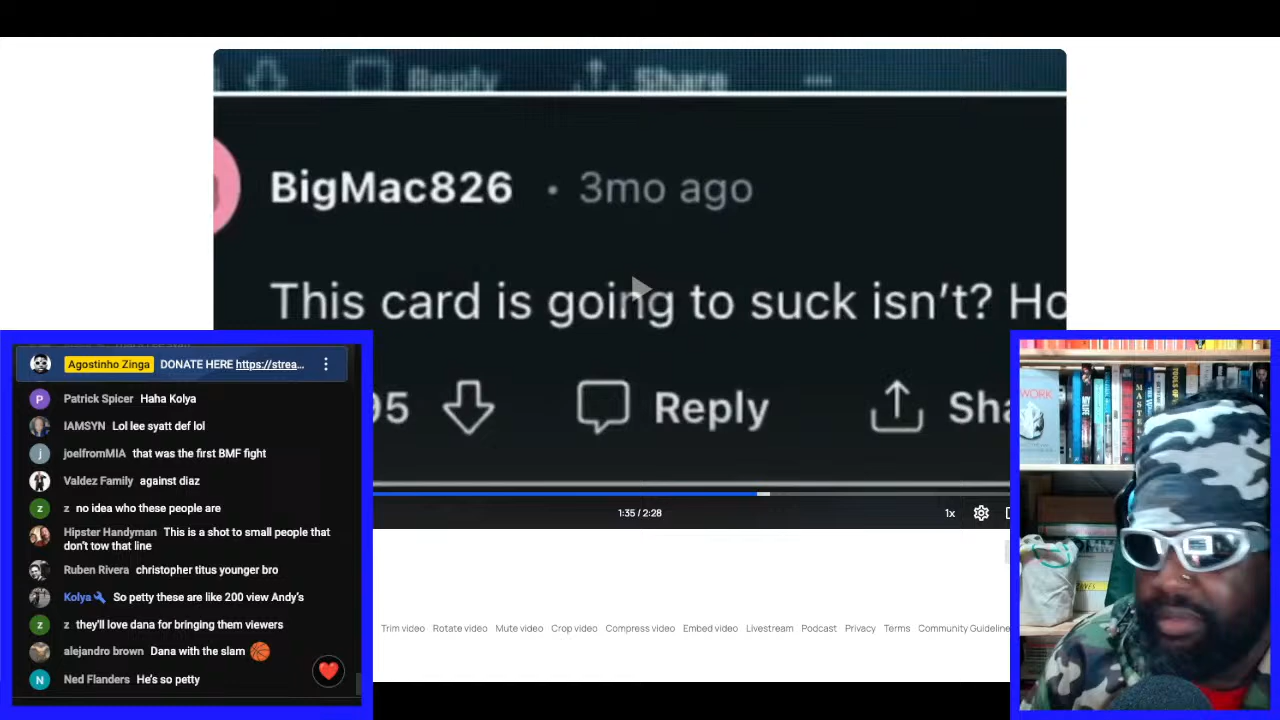 Reply
Share
BigMac826 • 3mo ago
This card is going to suck isn't? Ho
95
Reply
Sha
1:35 / 2:28
1x
Agostinho Zinga DONATE HERE https://strea...
Patrick Spicer Haha Kolya
IAMSYN Lol lee syatt def lol
joelfromMIA that was the first BMF fight
Valdez Family against diaz
z no idea who these people are
Hipster Handyman This is a shot to small people that
don't tow that line
Ruben Rivera christopher titus younger bro
Kolya So petty these are like 200 view Andy's
z they'll love dana for bringing them viewers
alejandro brown Dana with the slam
Ned Flanders He's so petty
Trim video Rotate video Mute video Crop video Compress video Embed video Livestream Podcast Privacy Terms Community Guideline
WORK